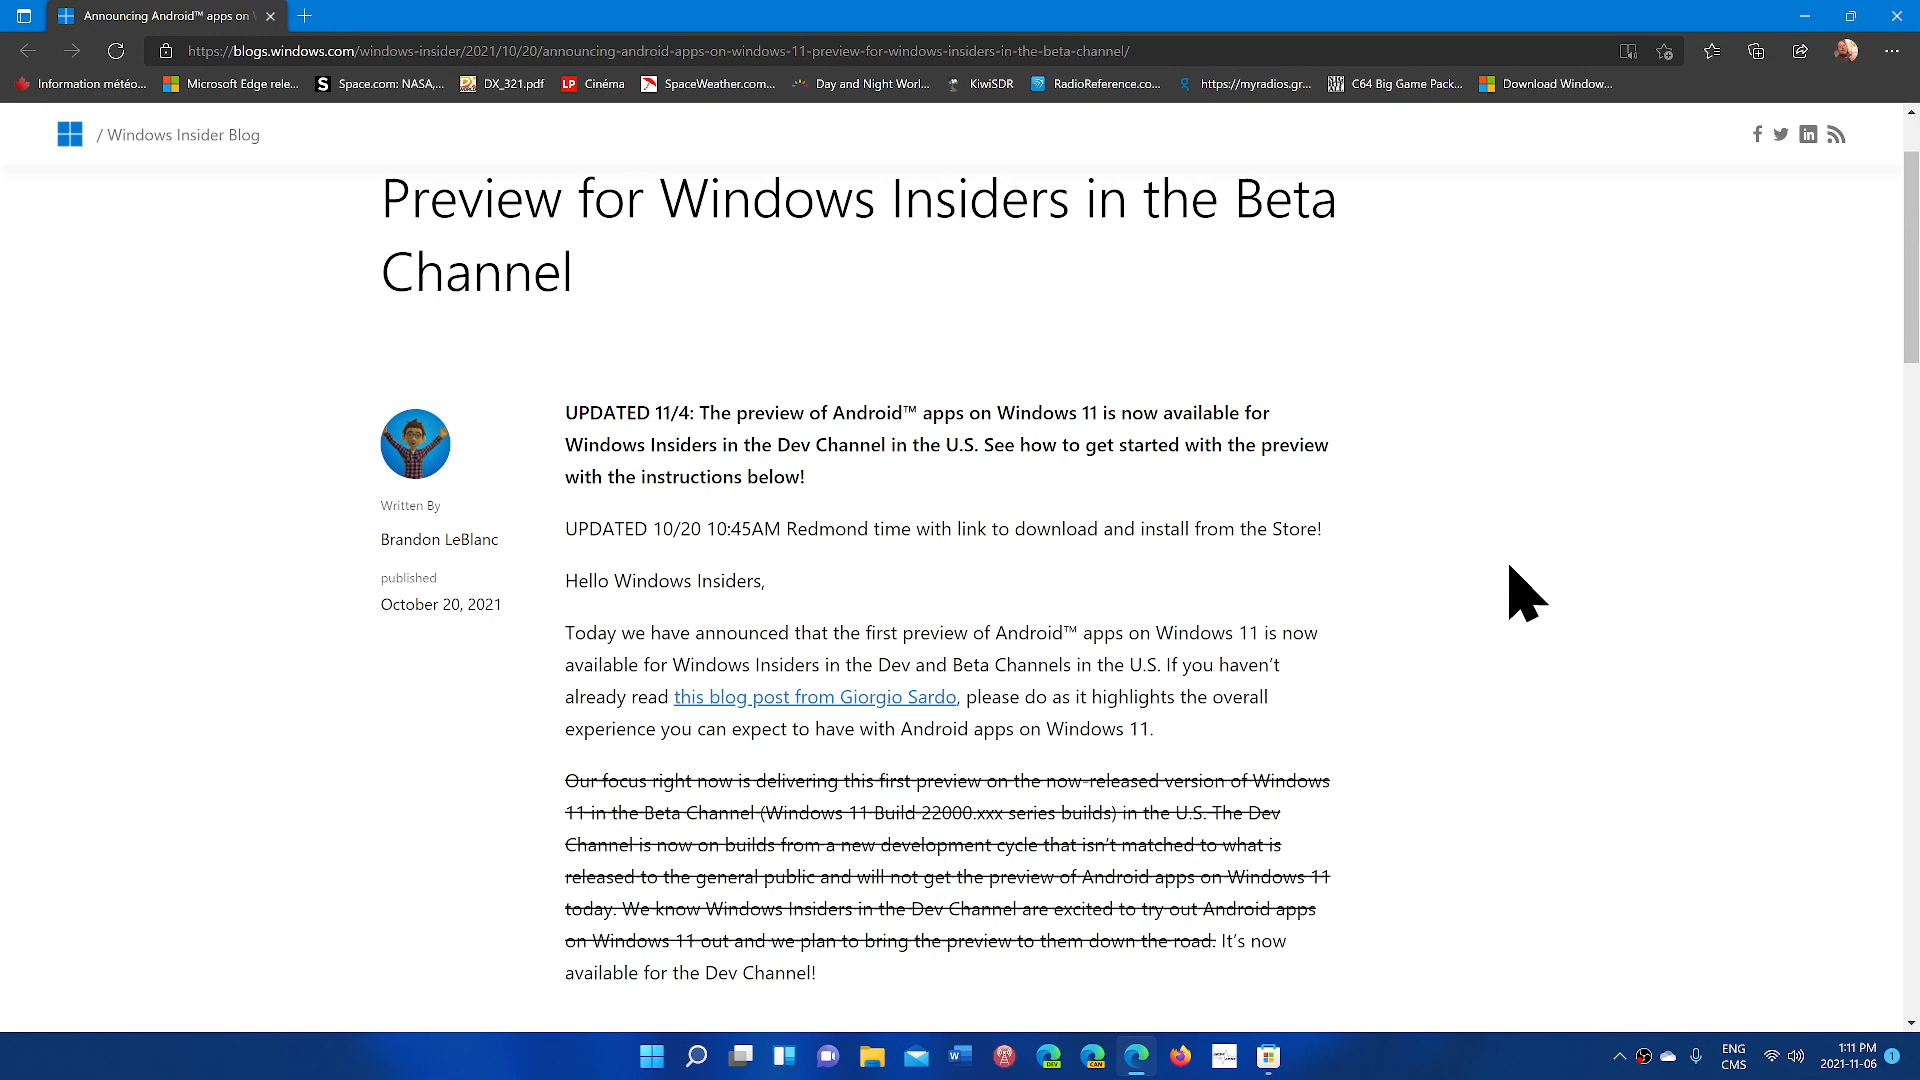 Announcing Android™ apps on
https://blogs.windows.com/windows-insider/2021/10/20/announcing-android-apps-on-windows-11-preview-for-windows-insiders-in-the-beta-channel/
Information météo... Microsoft Edge rele... Space.com: NASA,... DX_321.pdf Cinéma SpaceWeather.com... Day and Night Worl... KiwiSDR RadioReference.co... https://myradios.gr... C64 Big Game Pack... Download Window...
/ Windows Insider Blog
Preview for Windows Insiders in the Beta
Channel
UPDATED 11/4: The preview of Android™ apps on Windows 11 is now available for
Windows Insiders in the Dev Channel in the U.S. See how to get started with the preview
with the instructions below!
Written By
Brandon LeBlanc
published
October 20, 2021
UPDATED 10/20 10:45AM Redmond time with link to download and install from the Store!
Hello Windows Insiders,
Today we have announced that the first preview of Android™ apps on Windows 11 is now
available for Windows Insiders in the Dev and Beta Channels in the U.S. If you haven’t
already read this blog post from Giorgio Sardo, please do as it highlights the overall
experience you can expect to have with Android apps on Windows 11.
Our focus right now is delivering this first preview on the now-released version of Windows
11 in the Beta Channel (Windows 11 Build 22000.xxx series builds) in the U.S. The Dev
Channel is now on builds from a new development cycle that isn’t matched to what is
released to the general public and will not get the preview of Android apps on Windows 11
today. We know Windows Insiders in the Dev Channel are excited to try out Android apps
on Windows 11 out and we plan to bring the preview to them down the road. It’s now
available for the Dev Channel!
DEV CAN
ENG
CMS
1:11 PM
2021-11-06
1